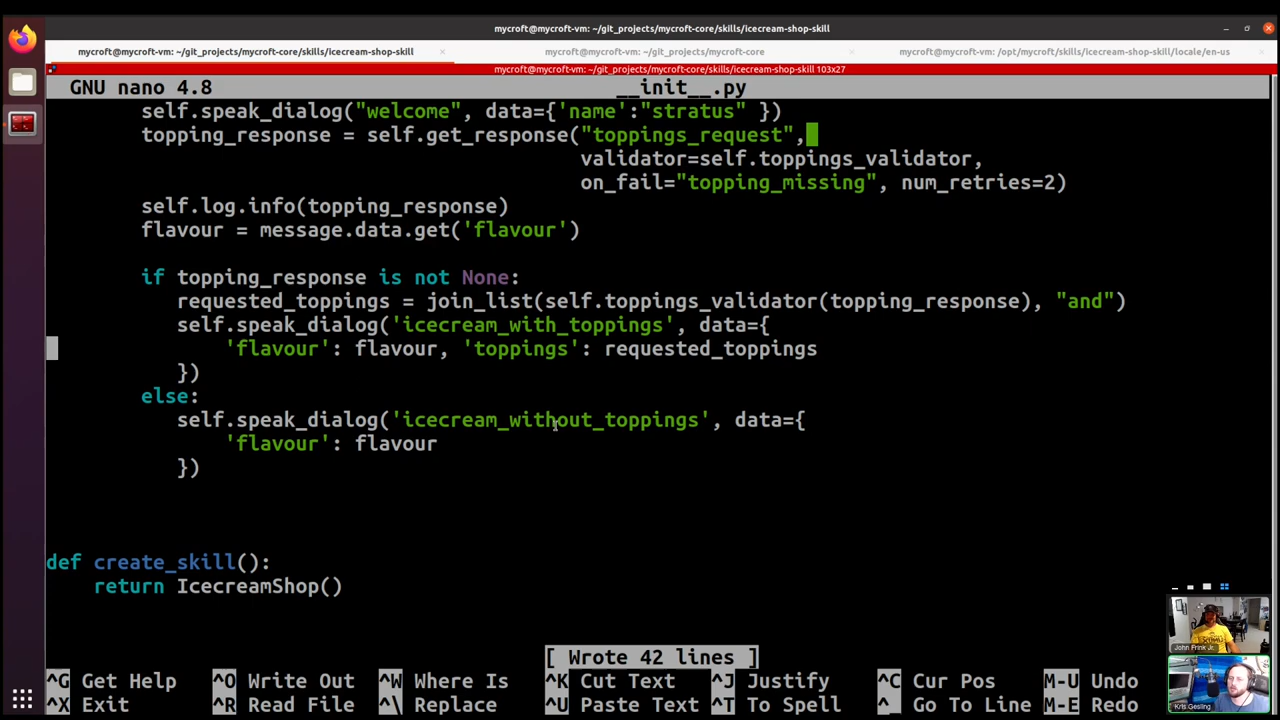 mycroft@mycroft-vm: ~/git_projects/mycroft-core/skills/icecream-shop-skill
mycroft@mycroft-vm: ~/git_projects/mycroft-core/skills/icecream-shop-skill
mycroft@mycroft-vm: ~/git_projects/mycroft-core
mycroft@mycroft-vm: /opt/mycroft/skills/icecream-shop-skill/locale/en-us
mycroft@mycroft-vm: ~/git_projects/mycroft-core/skills/icecream-shop-skill 103x27
GNU nano 4.8 __init__.py
self.speak_dialog("welcome", data={'name':"stratus" })
topping_response = self.get_response("toppings_request",
validator=self.toppings_validator,
on_fail="topping_missing", num_retries=2)
self.log.info(topping_response)
flavour = message.data.get('flavour')
if topping_response is not None:
requested_toppings = join_list(self.toppings_validator(topping_response), "and")
self.speak_dialog('icecream_with_toppings', data={
'flavour': flavour, 'toppings': requested_toppings
})
else:
self.speak_dialog('icecream_without_toppings', data={
'flavour': flavour
})
def create_skill():
return IcecreamShop()
[ Wrote 42 lines ]
^G Get Help ^O Write Out ^W Where Is ^K Cut Text ^J Justify ^C Cur Pos M-U Undo
^X Exit ^R Read File ^\ Replace ^U Paste Text ^T To Spell ^_ Go To Line M-E Redo
John Frink Jr.
Kris Gesling